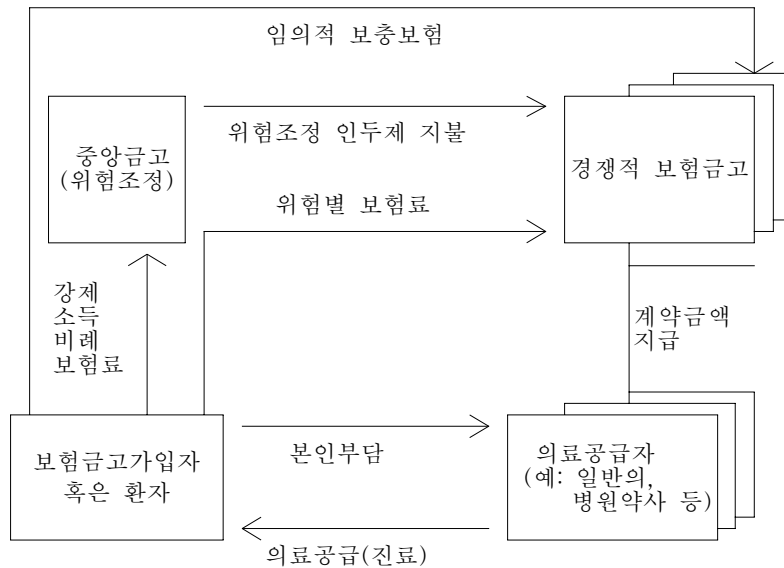 임의적 보충보험
중앙금고
(위험조정)
위험조정 인두제 지불
경쟁적 보험금고
위험별 보험료
강제
소득
비례
보험료
계약금액
지급
보험금고가입자
혹은 환자
본인부담
의료공급자
(예: 일반의,
병원약사 등)
의료공급(진료)